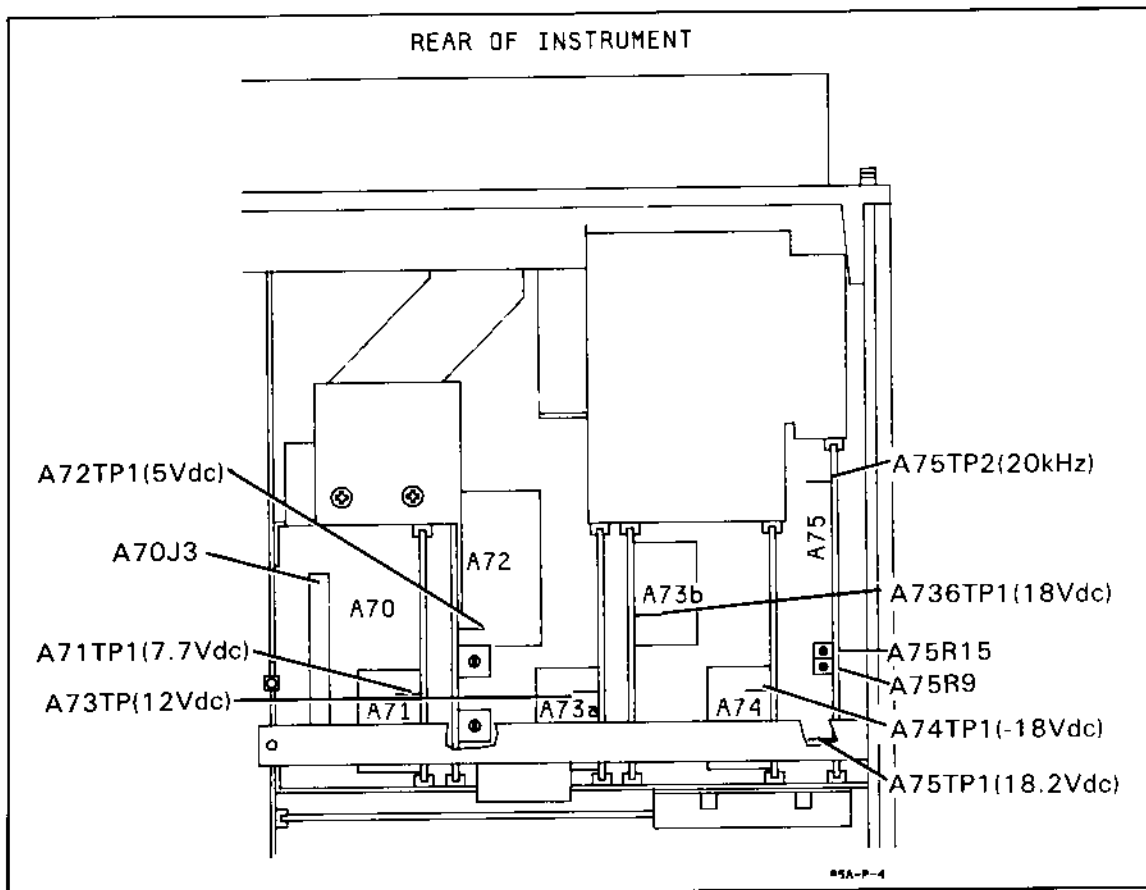 REAR OF INSTRUMENT
A72TP1(5Vdc)
A70J3
A71TP1(7.7Vdc)
A73TP(12Vdc)
A70
A71
A72
A73a
A73b
A74
A75
A75TP2(20kHz)
A736TP1(18Vdc)
A75R15
A75R9
A74TP1(-18Vdc)
A75TP1(18.2Vdc)